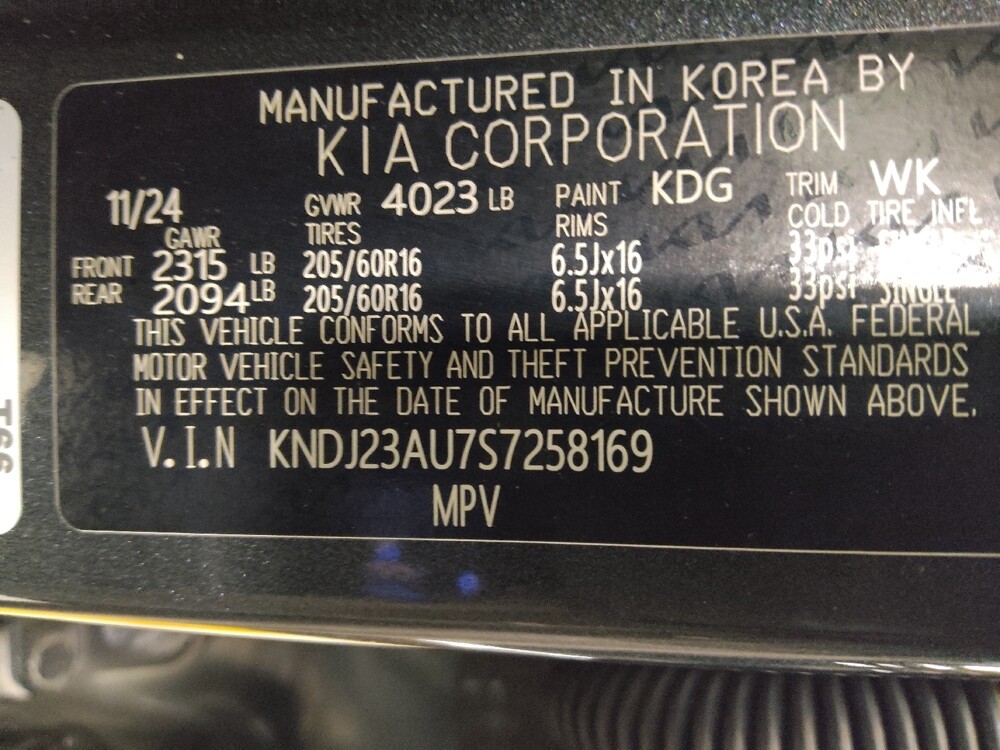 MANUFACTURED IN KOREA BY
KIA CORPORATION
11/24 GVWR 4023 LB PAINT KDG TRIM WK
GAWR TIRES RIMS COLD TIRE INFL
FRONT 2315 LB 205/60R16 6.5Jx16 33psi
REAR 2094 LB 205/60R16 6.5Jx16 33psi SINGLE
THIS VEHICLE CONFORMS TO ALL APPLICABLE U.S.A. FEDERAL
MOTOR VEHICLE SAFETY AND THEFT PREVENTION STANDARDS
IN EFFECT ON THE DATE OF MANUFACTURE SHOWN ABOVE.
V.I.N KNDJ23AU7S7258169
MPV